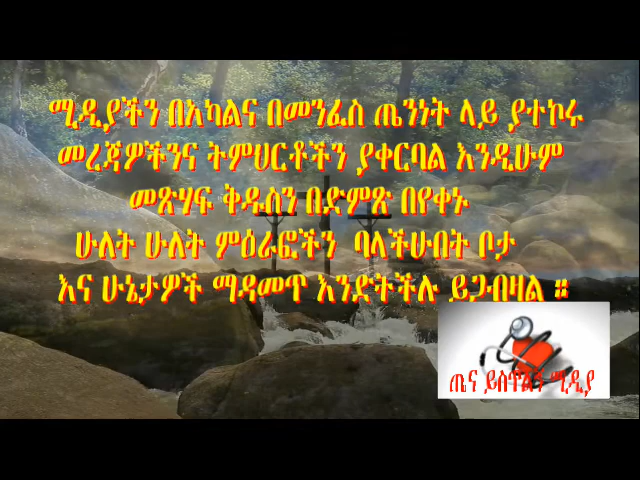 ሚዲያችን በአካልና በመንፈስ ጤንነት ላይ ያተኮሩ
መረጃዎችንና ትምህርቶችን ያቀርባል እንዲሁም
መጽሃፍ ቅዱስን በድምጽ በየቀኑ
ሁለት ሁለት ምዕራፎችን ባላችሁበት ቦታ
እና ሁኔታዎች ማዳመጥ እንድትችሉ ይጋብዛል ።
ጤና ይስጥልን ሚዲያ